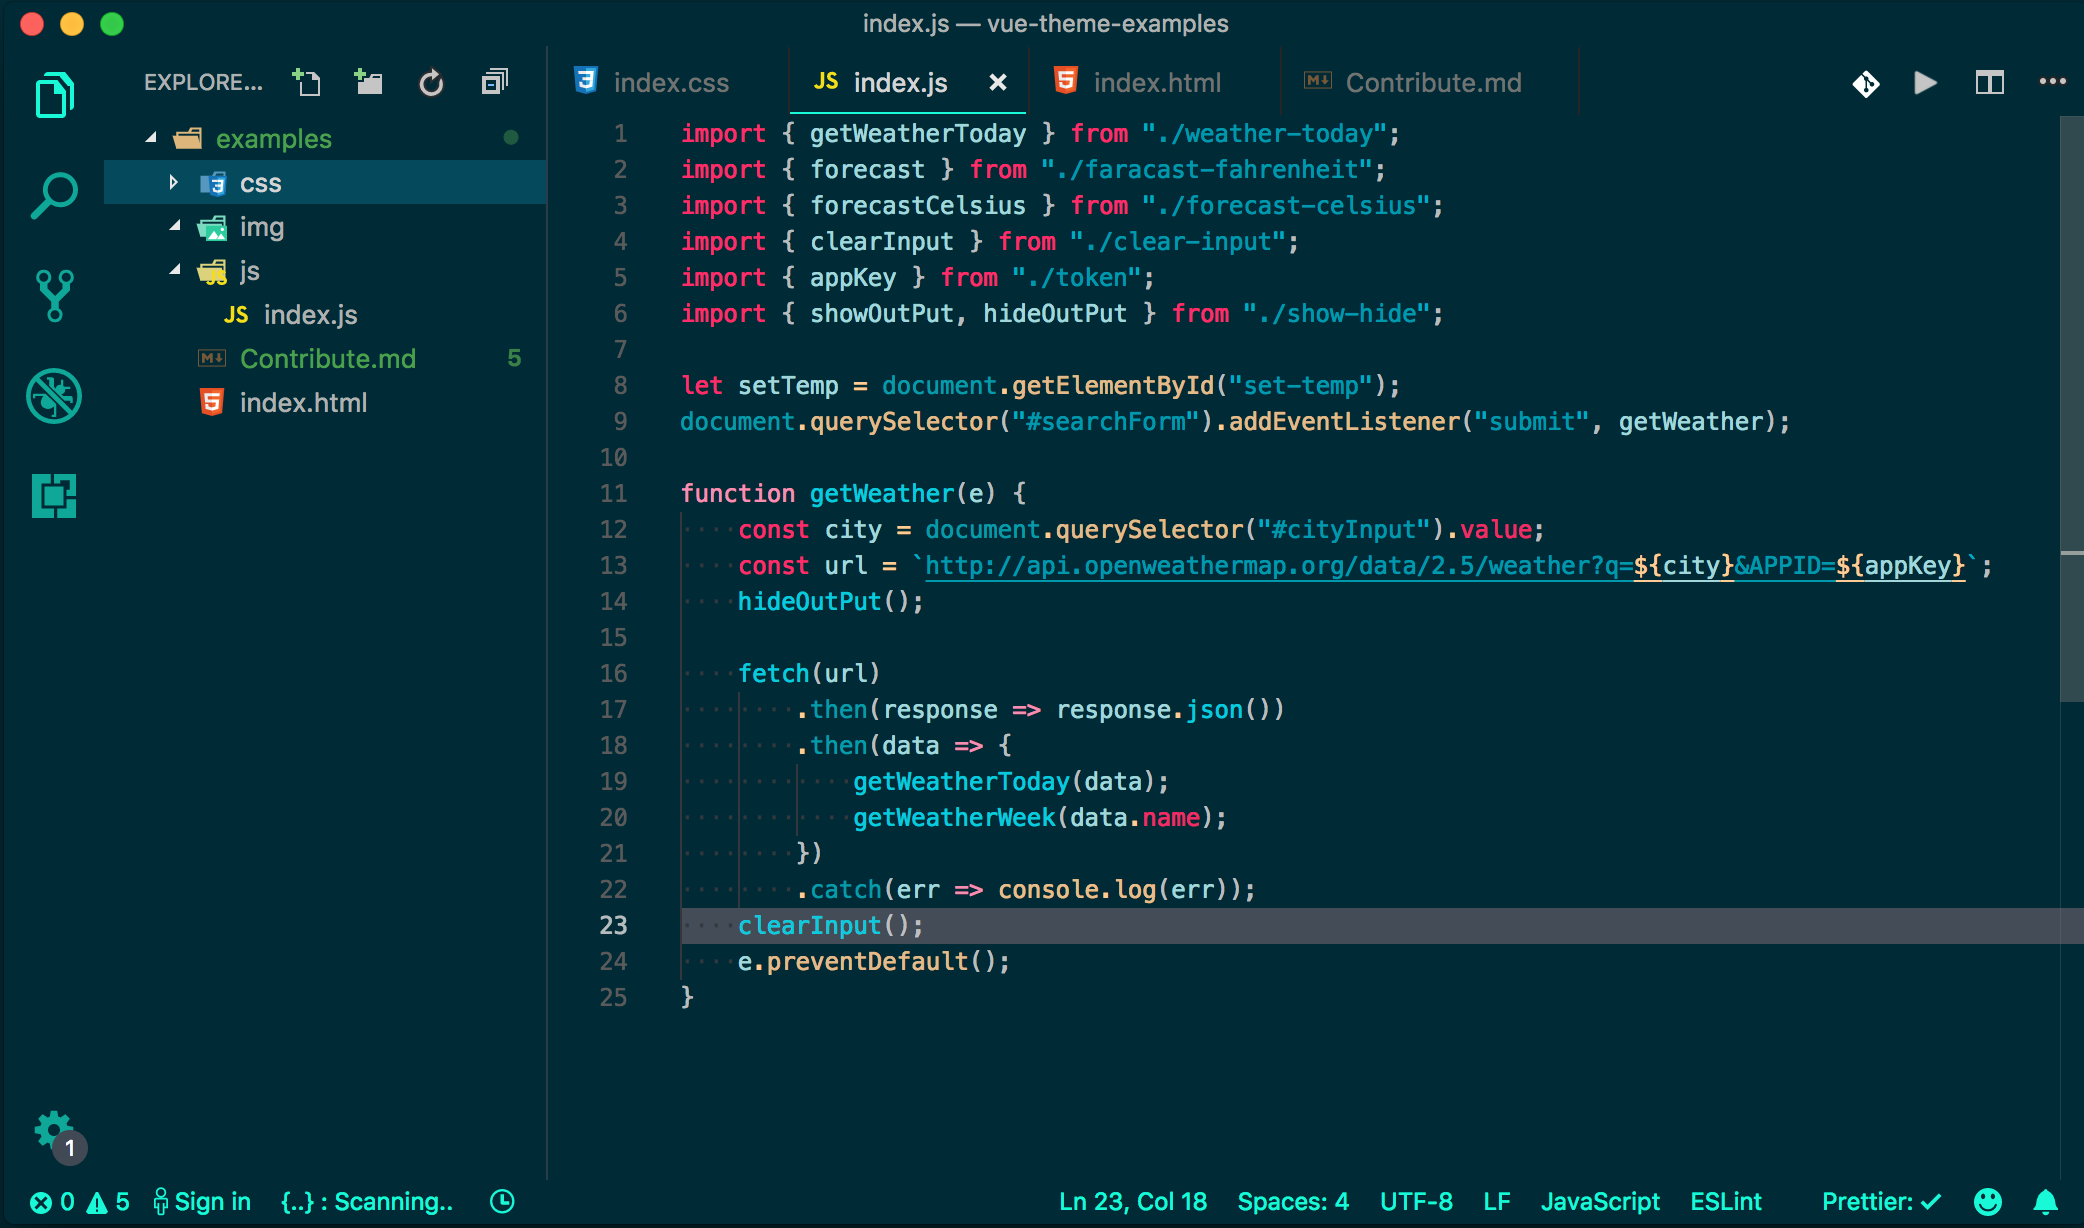 index.js — vue-theme-examples
EXPLORE...
examples
css
img
js
JS index.js
M↓ Contribute.md 5
index.html
index.css
JS index.js
index.html
M↓ Contribute.md
1 import { getWeatherToday } from "./weather-today";
2 import { forecast } from "./faracast-fahrenheit";
3 import { forecastCelsius } from "./forecast-celsius";
4 import { clearInput } from "./clear-input";
5 import { appKey } from "./token";
6 import { showOutPut, hideOutPut } from "./show-hide";
7
8 let setTemp = document.getElementById("set-temp");
9 document.querySelector("#searchForm").addEventListener("submit", getWeather);
10
11 function getWeather(e) {
12 const city = document.querySelector("#cityInput").value;
13 const url = `http://api.openweathermap.org/data/2.5/weather?q=${city}&APPID=${appKey}`;
14 hideOutPut();
15
16 fetch(url)
17 .then(response => response.json())
18 .then(data => {
19 getWeatherToday(data);
20 getWeatherWeek(data.name);
21 })
22 .catch(err => console.log(err));
23 clearInput();
24 e.preventDefault();
25 }
1
0 5 Sign in {..} : Scanning.. Ln 23, Col 18 Spaces: 4 UTF-8 LF JavaScript ESLint Prettier: ✓